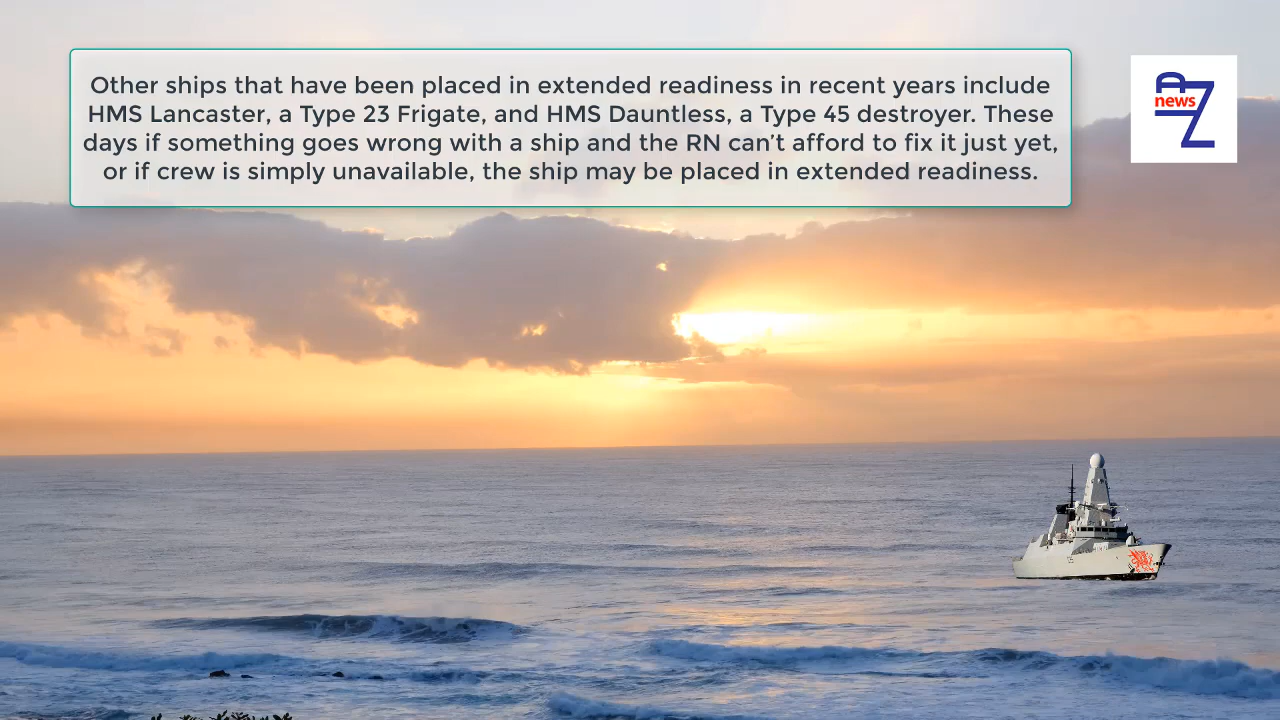 Other ships that have been placed in extended readiness in recent years include
HMS Lancaster, a Type 23 Frigate, and HMS Dauntless, a Type 45 destroyer. These
days if something goes wrong with a ship and the RN can’t afford to fix it just yet,
or if crew is simply unavailable, the ship may be placed in extended readiness.
news